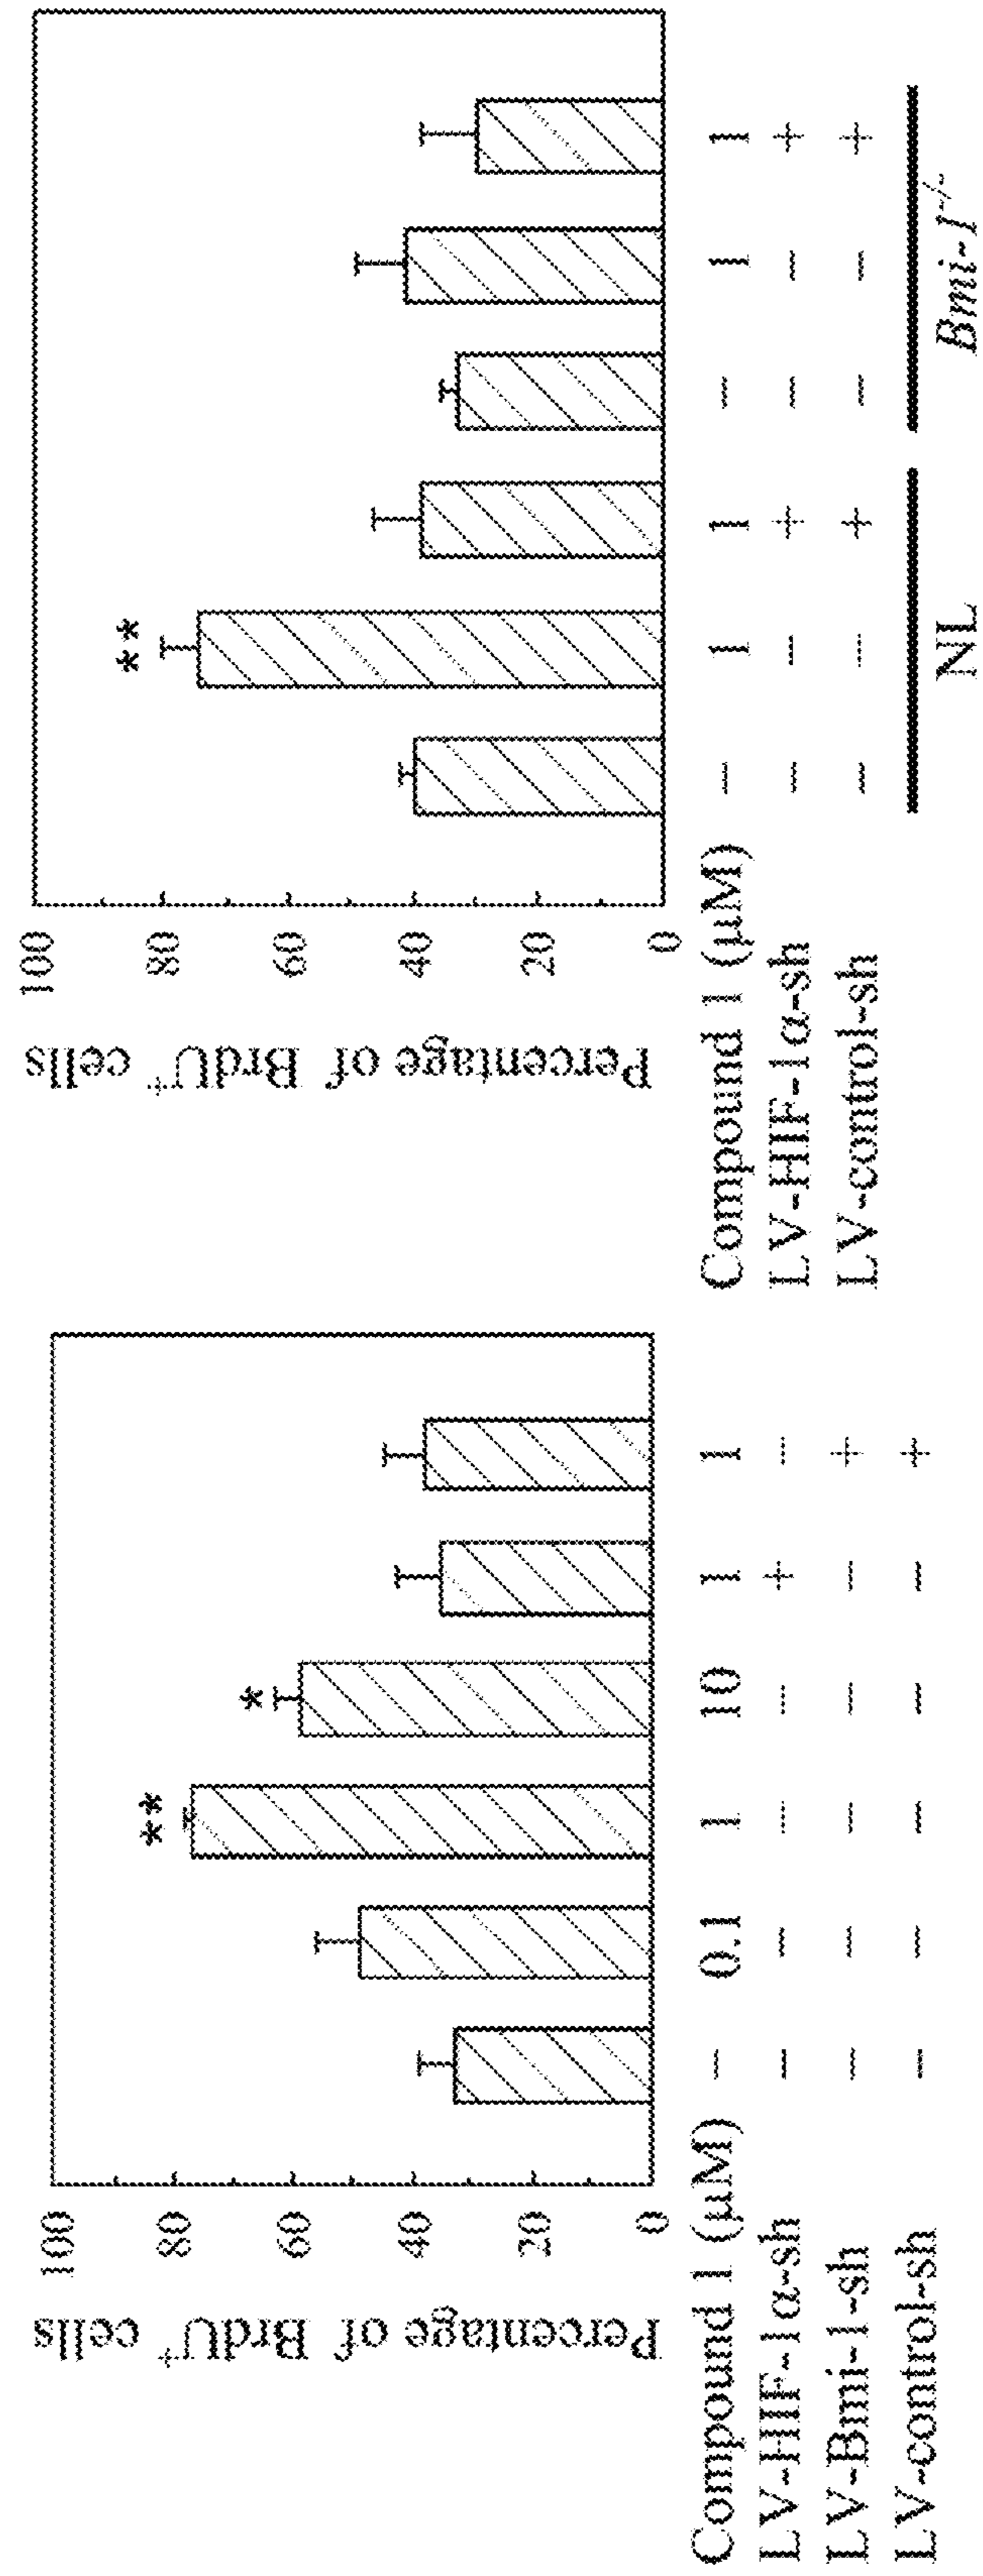 Percentage of BrdU⁺ cells
100
80
60
40
20
0
**
*
Compound 1 (μM) − 0.1 1 10 1 1
LV-HIF-1α-sh − − − − + −
LV-Bmi-1-sh − − − − − +
LV-control-sh − − − − − +
Percentage of BrdU⁺ cells
100
80
60
40
20
0
**
Compound 1 (μM) − 1 1 − 1 1
LV-HIF-1α-sh − − + − − +
LV-control-sh − − + − − +
NL Bmi-1⁻/⁻